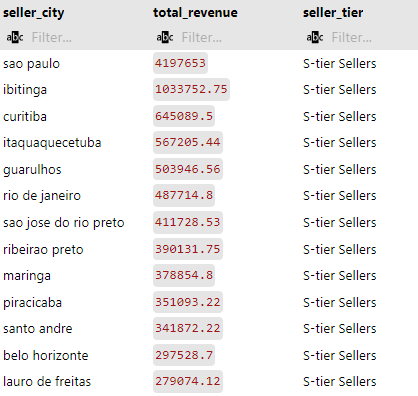 seller_city total_revenue seller_tier
abc Filter... abc Filter... abc Filter...
sao paulo 4197653 S-tier Sellers
ibitinga 1033752.75 S-tier Sellers
curitiba 645089.5 S-tier Sellers
itaquaquecetuba 567205.44 S-tier Sellers
guarulhos 503946.56 S-tier Sellers
rio de janeiro 487714.8 S-tier Sellers
sao jose do rio preto 411728.53 S-tier Sellers
ribeirao preto 390131.75 S-tier Sellers
maringa 378854.8 S-tier Sellers
piracicaba 351093.22 S-tier Sellers
santo andre 341872.22 S-tier Sellers
belo horizonte 297528.7 S-tier Sellers
lauro de freitas 279074.12 S-tier Sellers